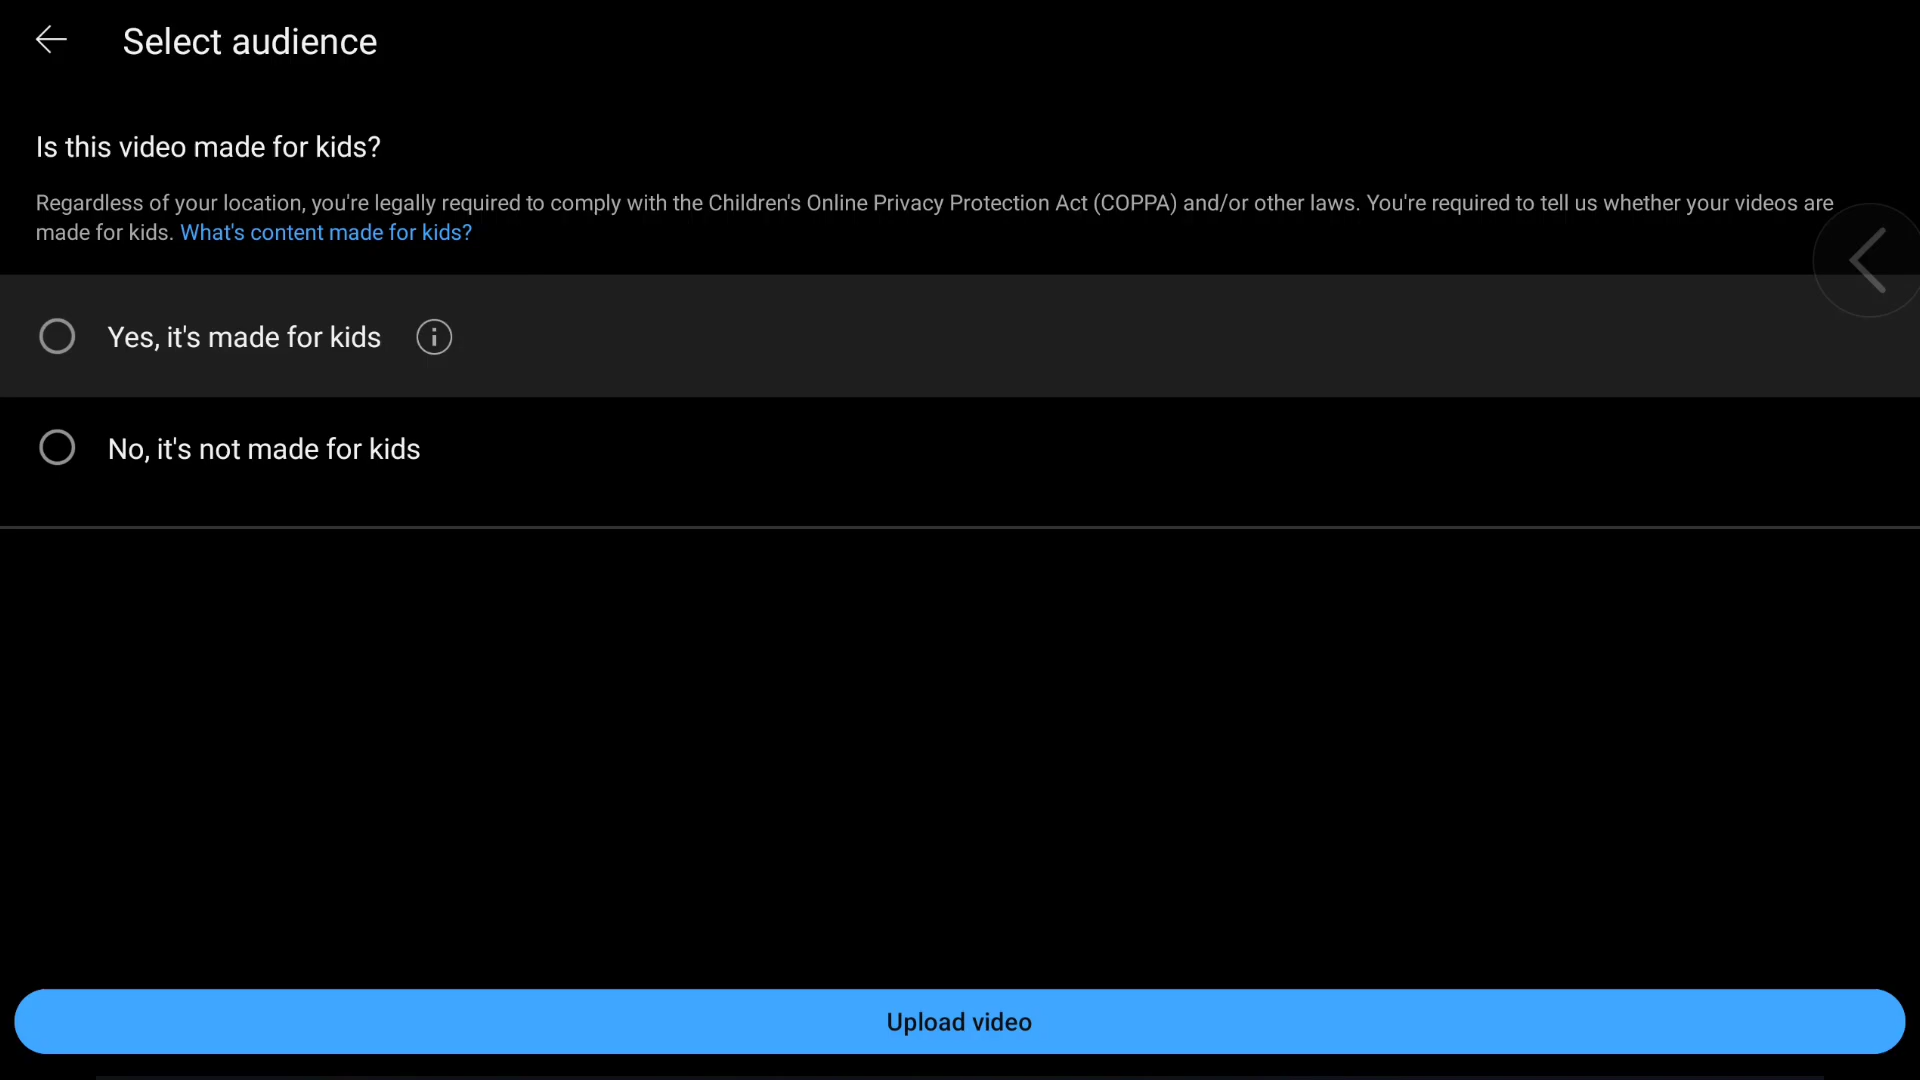 Select audience
Is this video made for kids?
Regardless of your location, you're legally required to comply with the Children's Online Privacy Protection Act (COPPA) and/or other laws. You're required to tell us whether your videos are
made for kids. What's content made for kids?
Yes, it's made for kids
No, it's not made for kids
Upload video